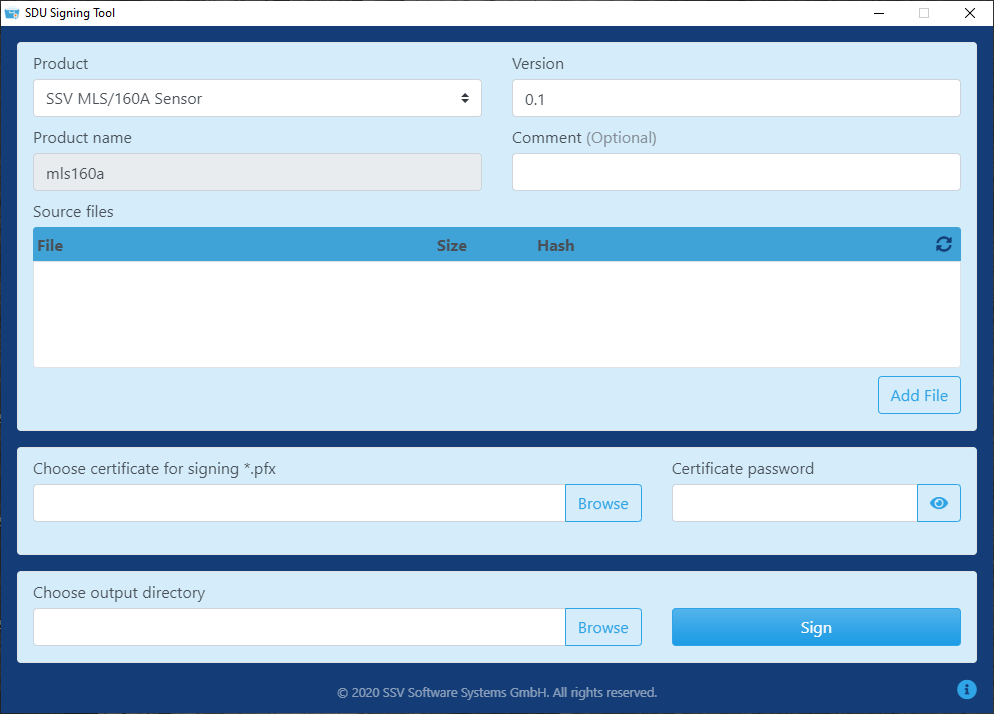 SDU Signing Tool
Product
Version
SSV MLS/160A Sensor
0.1
Product name
Comment (Optional)
mls160a
Source files
File Size Hash
Add File
Choose certificate for signing *.pfx
Certificate password
Browse
Choose output directory
Browse
Sign
© 2020 SSV Software Systems GmbH. All rights reserved.